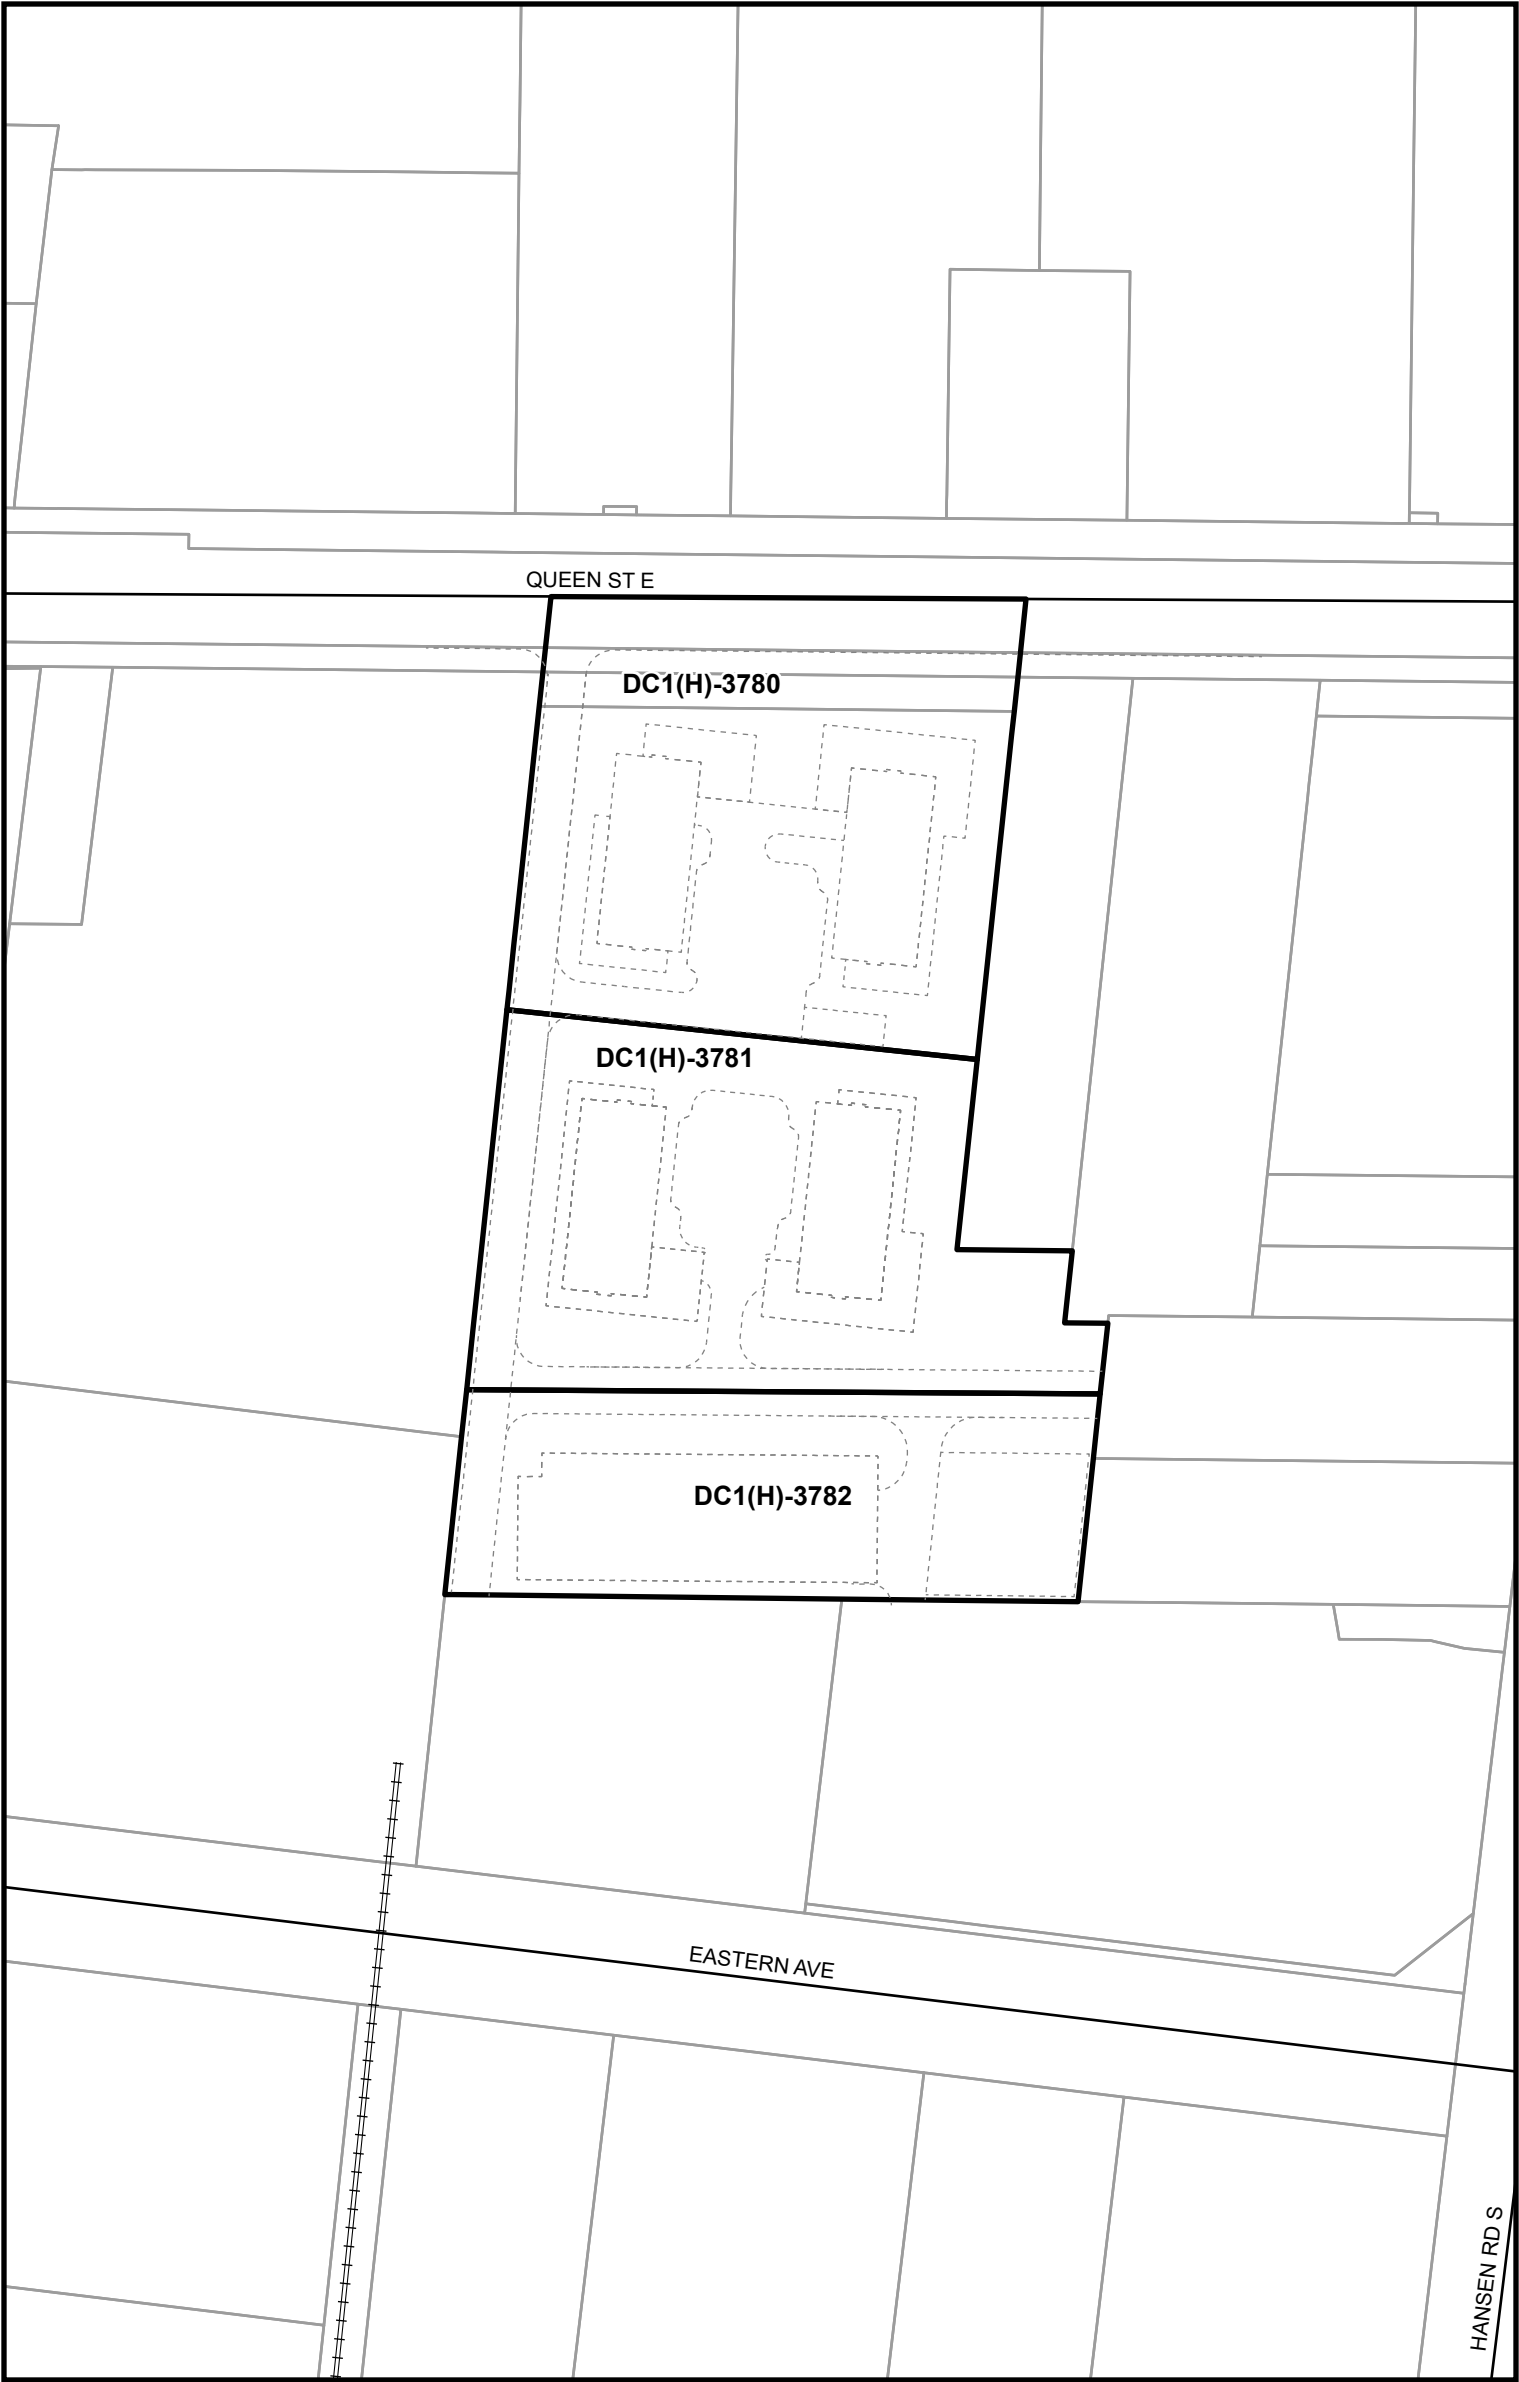 QUEEN ST E
DC1(H)-3780
DC1(H)-3781
DC1(H)-3782
EASTERN AVE
HANSEN RD S